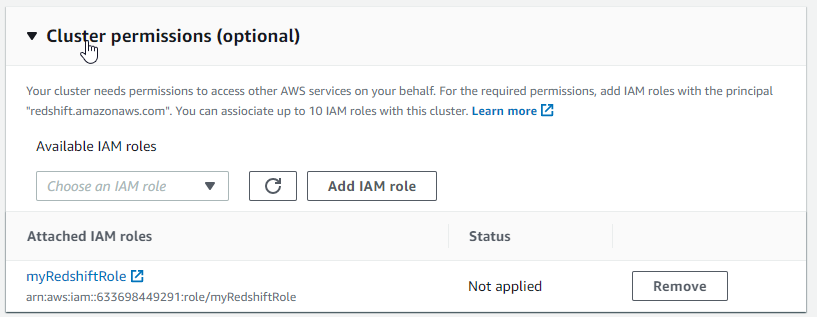 Cluster permissions (optional)
Your cluster needs permissions to access other AWS services on your behalf. For the required permissions, add IAM roles with the principal
"redshift.amazonaws.com". You can assiociate up to 10 IAM roles with this cluster. Learn more
Available IAM roles
Choose an IAM role
Add IAM role
Attached IAM roles
Status
myRedshiftRole
arn:aws:iam::633698449291:role/myRedshiftRole
Not applied
Remove